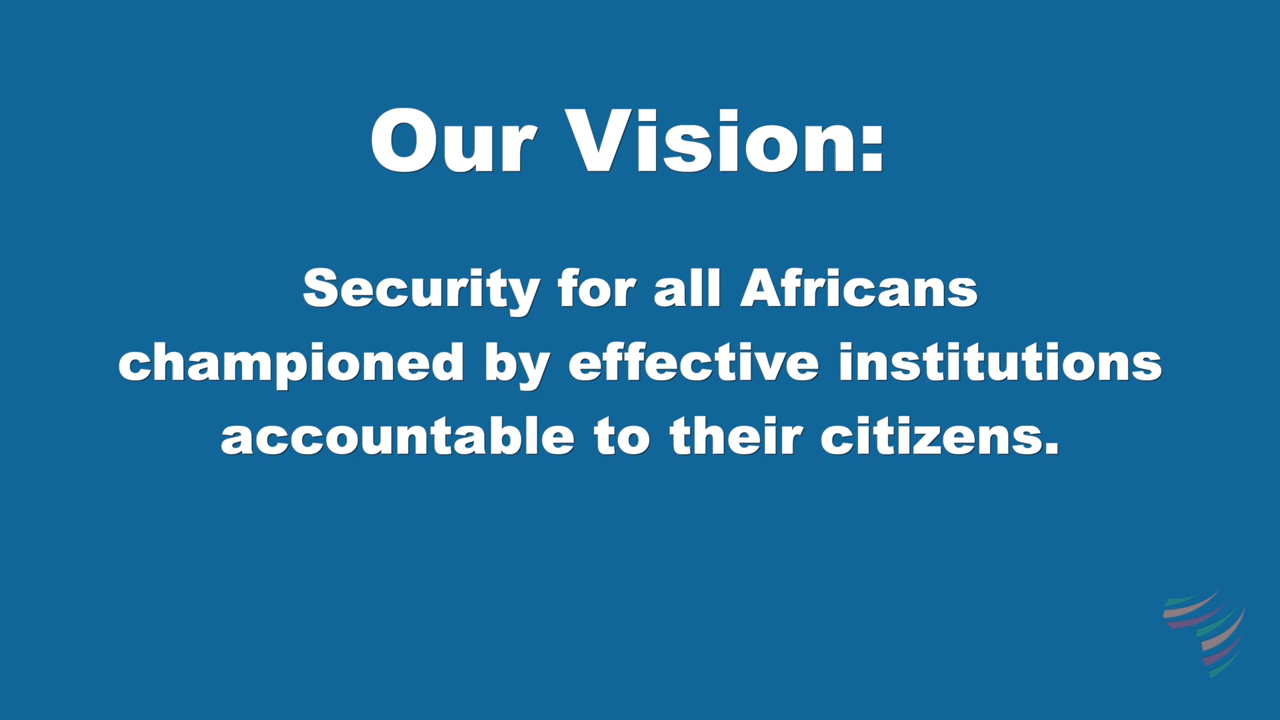 Our Vision:
Security for all Africans
championed by effective institutions
accountable to their citizens.